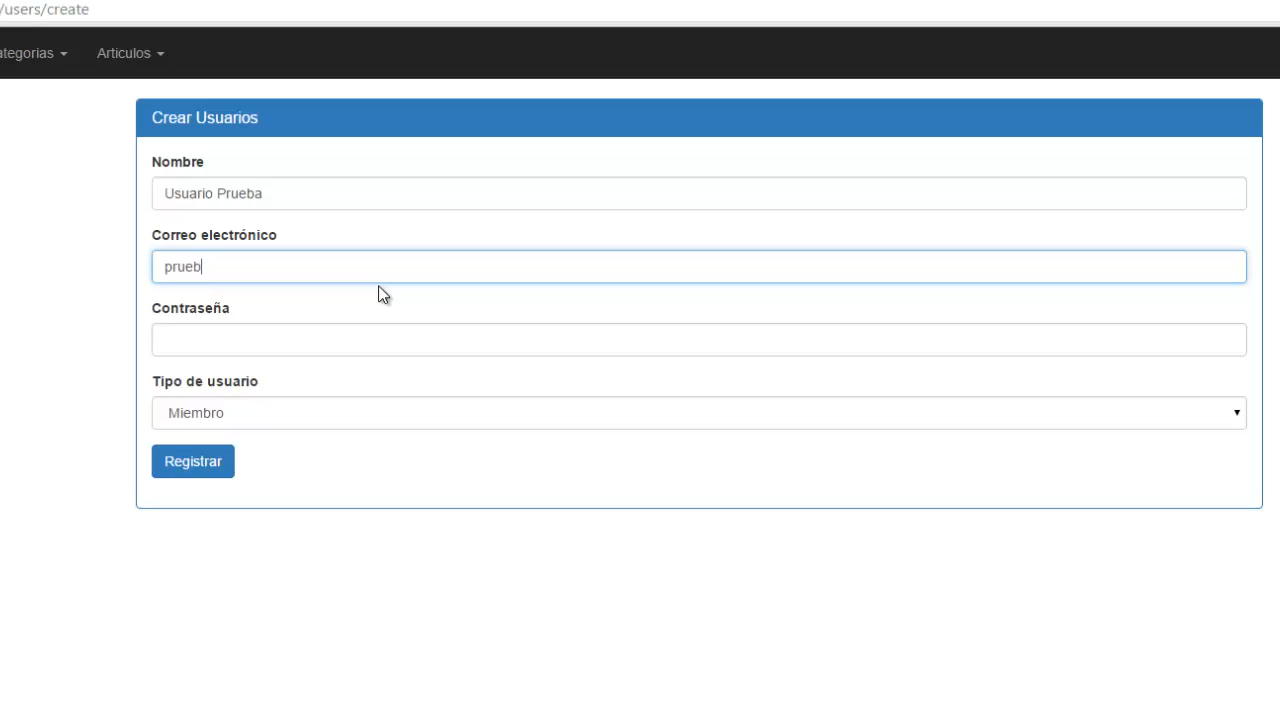 /users/create
ategorias Articulos
Crear Usuarios
Nombre
Usuario Prueba
Correo electrónico
prueb
Contraseña
Tipo de usuario
Miembro
Registrar